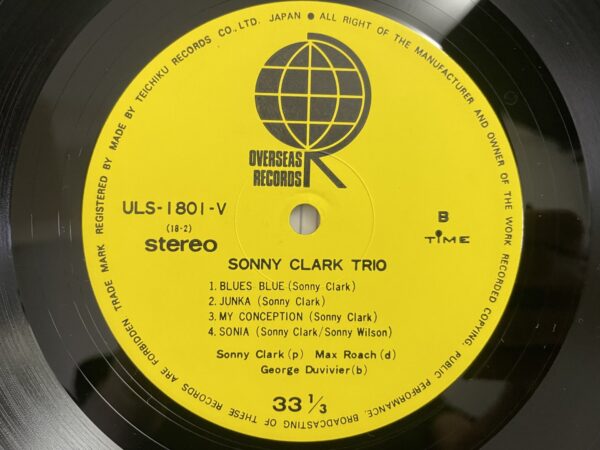 TRADE MARK REGISTERED BY MADE BY TEICHIKU RECORDS CO., LTD. JAPAN ● ALL RIGHT OF THE MANUFACTURER AND OWNER OF THE WORK RECORDED COPYING, PUBLIC PERFORMANCE, BROADCASTING OF THESE RECORDS ARE FORBIDDEN
OVERSEAS
RECORDS
ULS-1801-V
(18-2)
stereo
B
TIME
SONNY CLARK TRIO
1. BLUES BLUE (Sonny Clark)
2. JUNKA (Sonny Clark)
3. MY CONCEPTION (Sonny Clark)
4. SONIA (Sonny Clark/Sonny Wilson)
Sonny Clark(p) Max Roach(d)
George Duvivier(b)
33 1/3